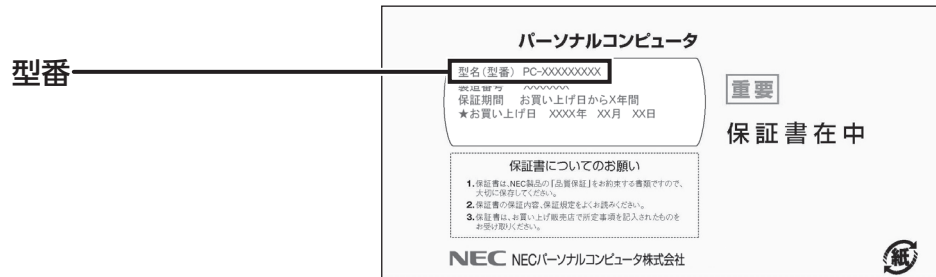 パーソナルコンピュータ
型番
型名(型番) PC-XXXXXXXXX
製造番号 XXXXXXX
保証期間 お買い上げ日からX年間
★お買い上げ日 XXXX年 XX月 XX日
重要
保証書在中
保証書についてのお願い
1.保証書は、NEC製品の「品質保証」をお約束する書類ですので、
大切に保存してください。
2.保証書の保証内容、保証規定をよくお読みください。
3.保証書は、お買い上げ販売店で所定事項を記入されたものを
お受け取りください。
NEC NECパーソナルコンピュータ株式会社
紙